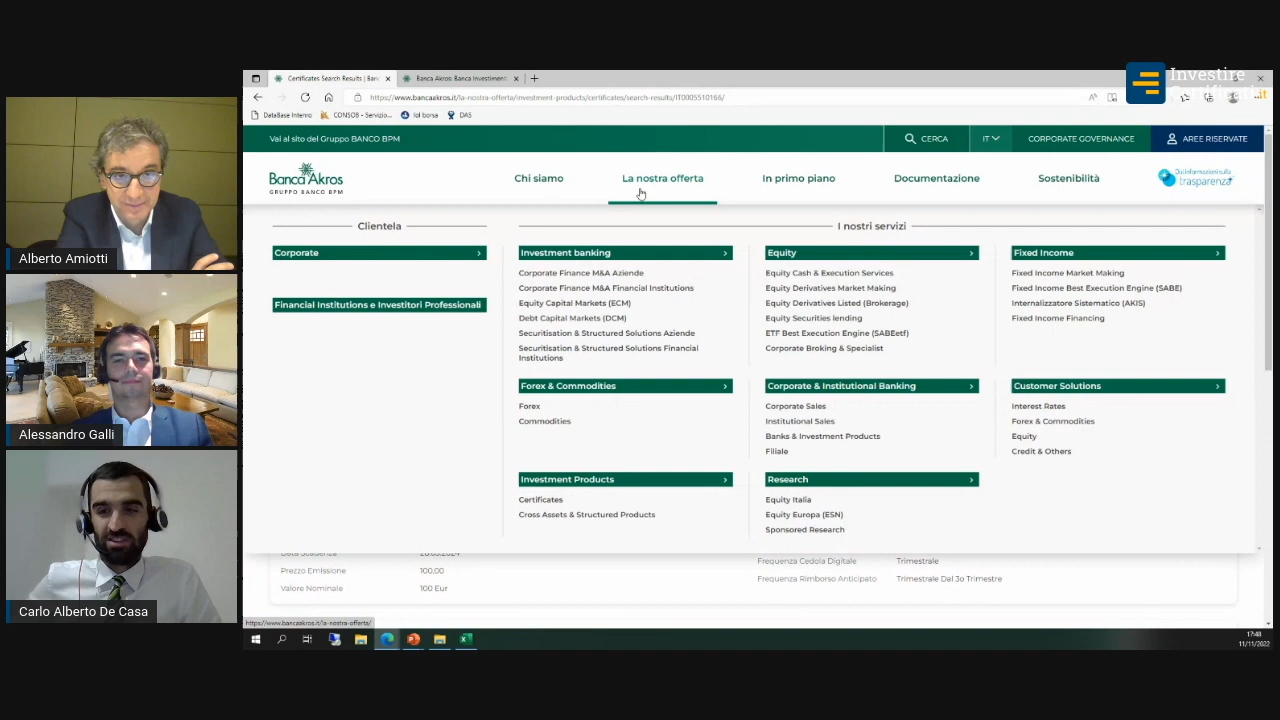 Investire
Certificates Search Results | Banc
Banca Akros: Banca Investiment
https://www.bancaakros.it/la-nostra-offerta/investment-products/certificates/search-results/IT0005510166/
DataBase Interno
CONSOB - Servizio...
Iol borsa
DAS
Vai al sito del Gruppo BANCO BPM
CERCA
IT
CORPORATE GOVERNANCE
AREE RISERVATE
Banca Akros
GRUPPO BANCO BPM
Chi siamo
La nostra offerta
In primo piano
Documentazione
Sostenibilità
trasparenza
Clientela
I nostri servizi
Corporate
Financial Institutions e Investitori Professionali
Investment banking
Corporate Finance M&A Aziende
Corporate Finance M&A Financial Institutions
Equity Capital Markets (ECM)
Debt Capital Markets (DCM)
Securitisation & Structured Solutions Aziende
Securitisation & Structured Solutions Financial
Institutions
Equity
Equity Cash & Execution Services
Equity Derivatives Market Making
Equity Derivatives Listed (Brokerage)
Equity Securities lending
ETF Best Execution Engine (SABEetf)
Corporate Broking & Specialist
Fixed Income
Fixed Income Market Making
Fixed Income Best Execution Engine (SABE)
Internalizzatore Sistematico (AKIS)
Fixed Income Financing
Forex & Commodities
Forex
Commodities
Corporate & Institutional Banking
Corporate Sales
Institutional Sales
Banks & Investment Products
Filiale
Customer Solutions
Interest Rates
Forex & Commodities
Equity
Credit & Others
Investment Products
Certificates
Cross Assets & Structured Products
Research
Equity Italia
Equity Europa (ESN)
Sponsored Research
Data Scadenza
Prezzo Emissione
100,00
Valore Nominale
100 Eur
Frequenza Cedola Digitale
Trimestrale
Frequenza Rimborso Anticipato
Trimestrale Dal 3o Trimestre
https://www.bancaakros.it/la-nostra-offerta/
17:48
11/11/2022
Alberto Amiotti
Alessandro Galli
Carlo Alberto De Casa